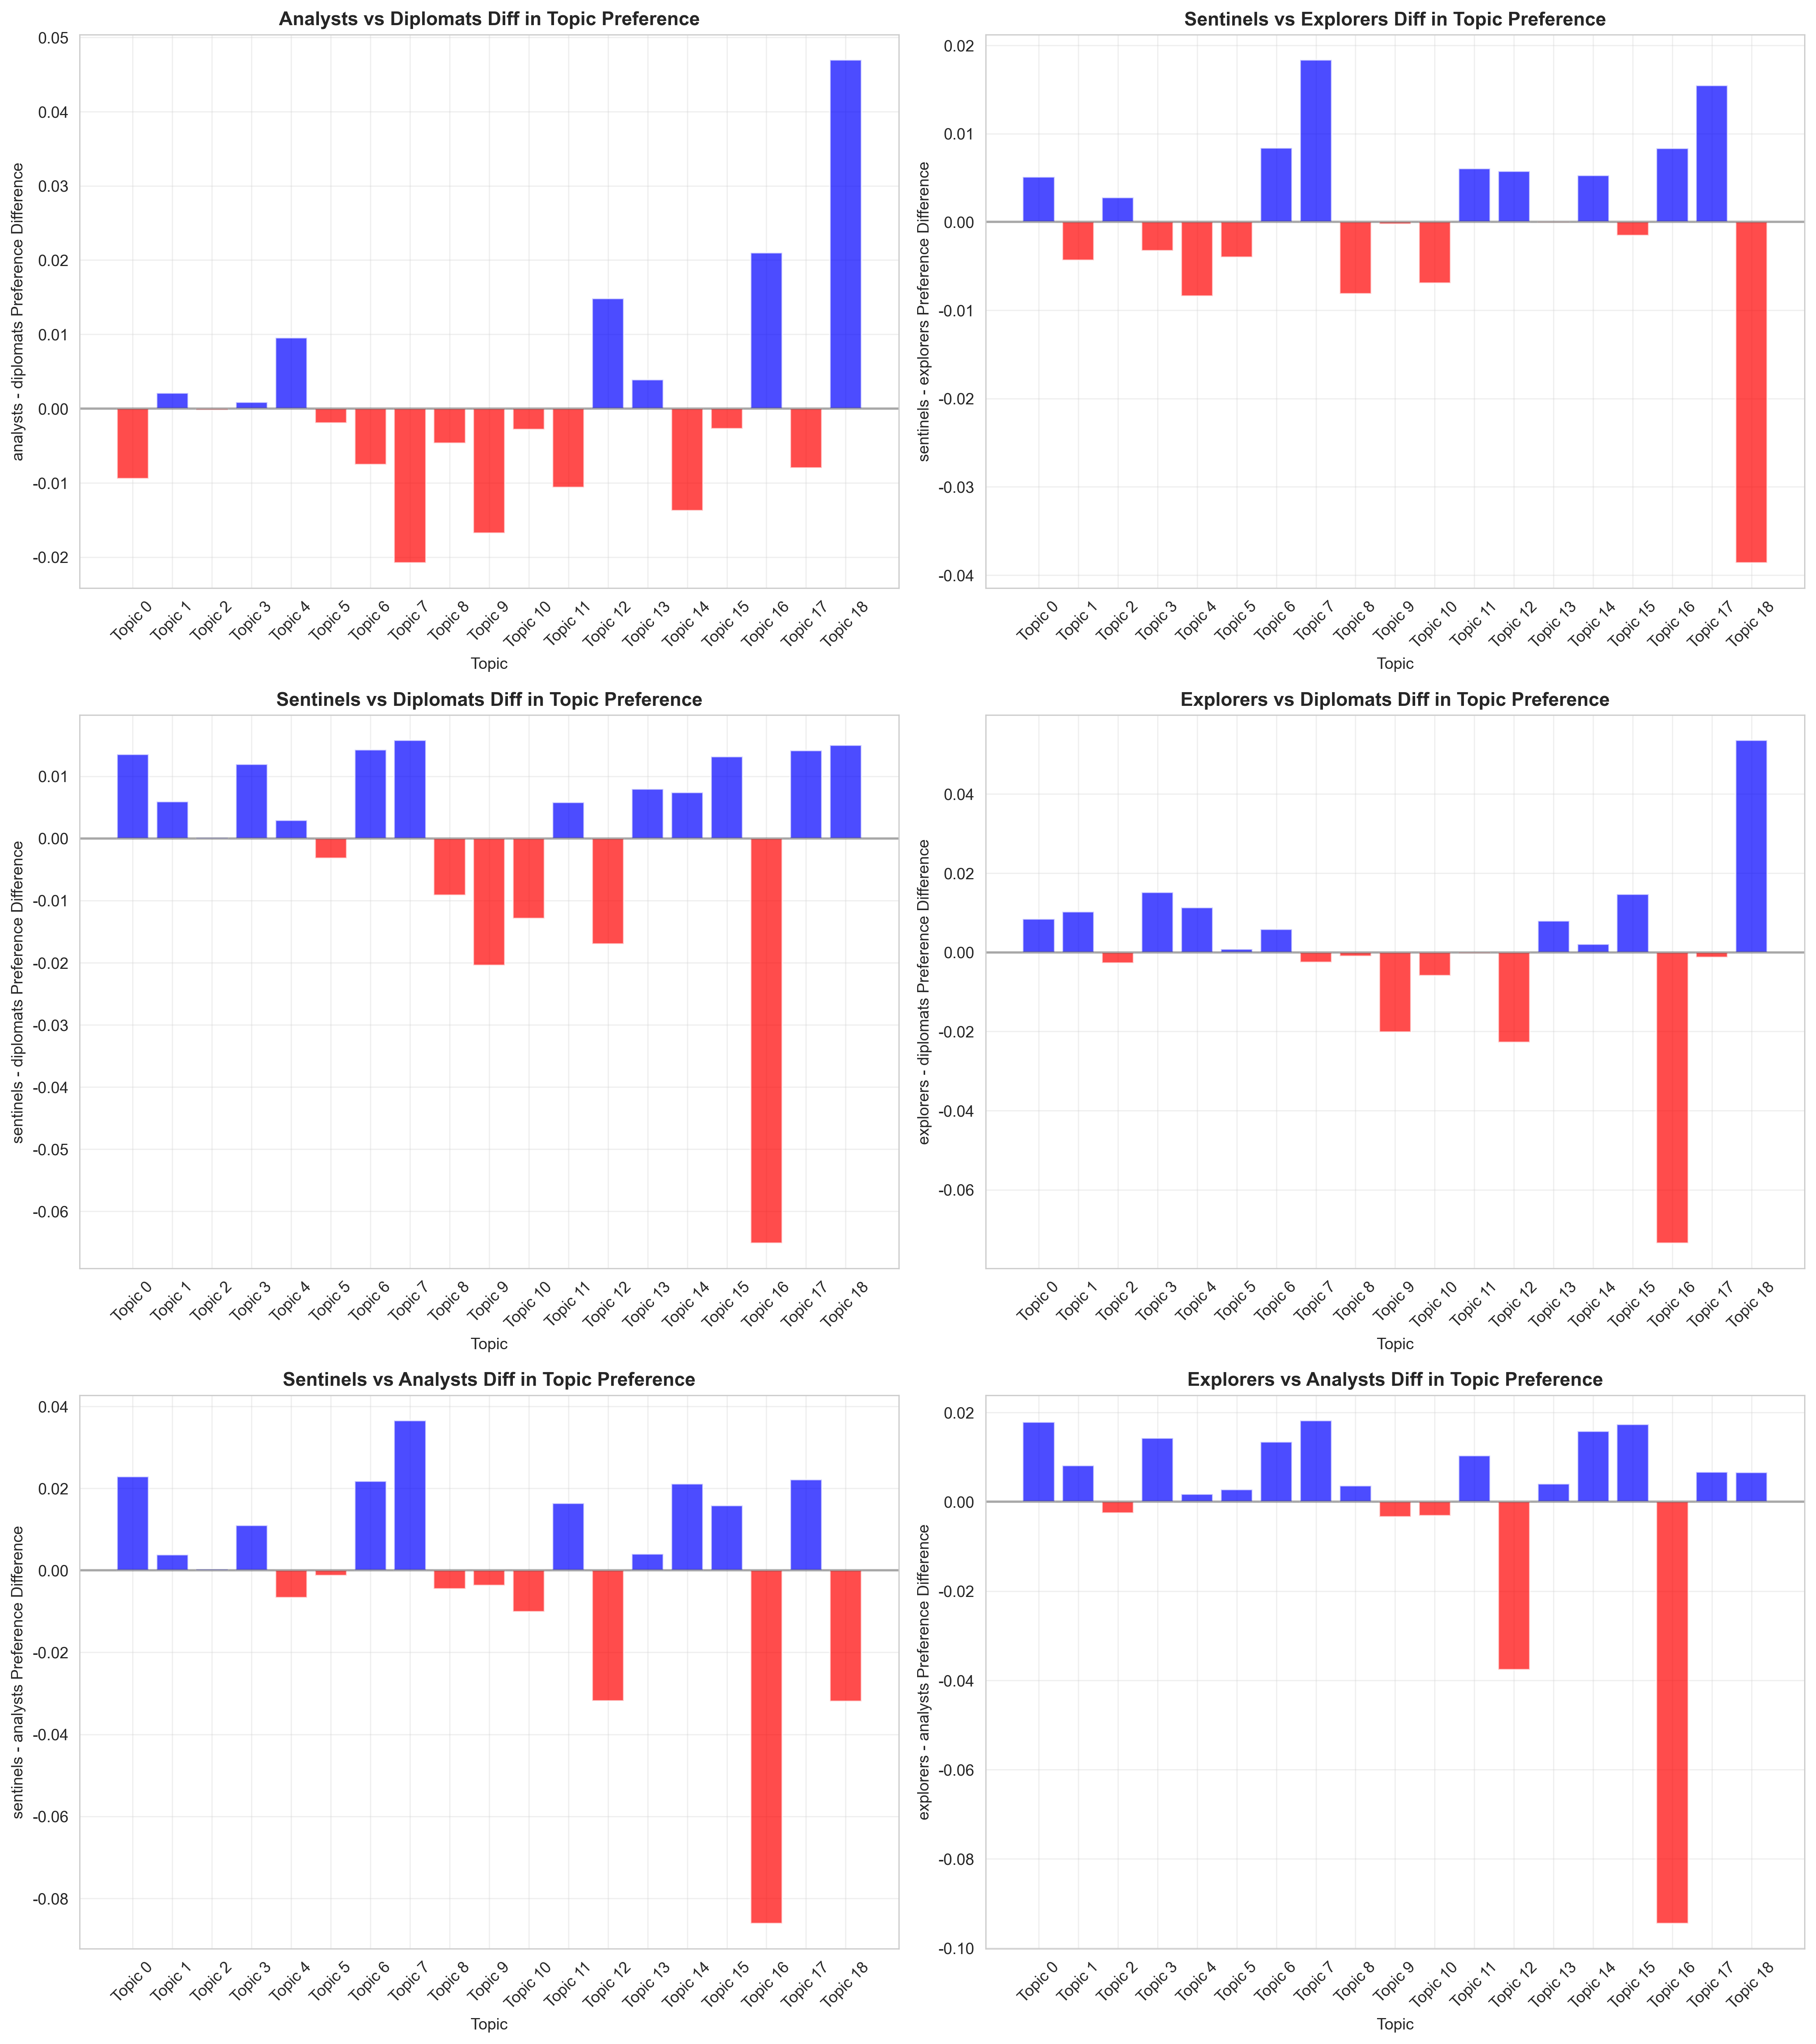 Analysts vs Diplomats Diff in Topic Preference
analysts - diplomats Preference Difference
0.05
0.04
0.03
0.02
0.01
0.00
-0.01
-0.02
Topic 0
Topic 1
Topic 2
Topic 3
Topic 4
Topic 5
Topic 6
Topic 7
Topic 8
Topic 9
Topic 10
Topic 11
Topic 12
Topic 13
Topic 14
Topic 15
Topic 16
Topic 17
Topic 18
Topic
Sentinels vs Explorers Diff in Topic Preference
sentinels - explorers Preference Difference
0.02
0.01
0.00
-0.01
-0.02
-0.03
-0.04
Topic 0
Topic 1
Topic 2
Topic 3
Topic 4
Topic 5
Topic 6
Topic 7
Topic 8
Topic 9
Topic 10
Topic 11
Topic 12
Topic 13
Topic 14
Topic 15
Topic 16
Topic 17
Topic 18
Topic
Sentinels vs Diplomats Diff in Topic Preference
sentinels - diplomats Preference Difference
0.01
0.00
-0.01
-0.02
-0.03
-0.04
-0.05
-0.06
Topic 0
Topic 1
Topic 2
Topic 3
Topic 4
Topic 5
Topic 6
Topic 7
Topic 8
Topic 9
Topic 10
Topic 11
Topic 12
Topic 13
Topic 14
Topic 15
Topic 16
Topic 17
Topic 18
Topic
Explorers vs Diplomats Diff in Topic Preference
explorers - diplomats Preference Difference
0.04
0.02
0.00
-0.02
-0.04
-0.06
Topic 0
Topic 1
Topic 2
Topic 3
Topic 4
Topic 5
Topic 6
Topic 7
Topic 8
Topic 9
Topic 10
Topic 11
Topic 12
Topic 13
Topic 14
Topic 15
Topic 16
Topic 17
Topic 18
Topic
Sentinels vs Analysts Diff in Topic Preference
sentinels - analysts Preference Difference
0.04
0.02
0.00
-0.02
-0.04
-0.06
-0.08
Topic 0
Topic 1
Topic 2
Topic 3
Topic 4
Topic 5
Topic 6
Topic 7
Topic 8
Topic 9
Topic 10
Topic 11
Topic 12
Topic 13
Topic 14
Topic 15
Topic 16
Topic 17
Topic 18
Topic
Explorers vs Analysts Diff in Topic Preference
explorers - analysts Preference Difference
0.02
0.00
-0.02
-0.04
-0.06
-0.08
-0.10
Topic 0
Topic 1
Topic 2
Topic 3
Topic 4
Topic 5
Topic 6
Topic 7
Topic 8
Topic 9
Topic 10
Topic 11
Topic 12
Topic 13
Topic 14
Topic 15
Topic 16
Topic 17
Topic 18
Topic